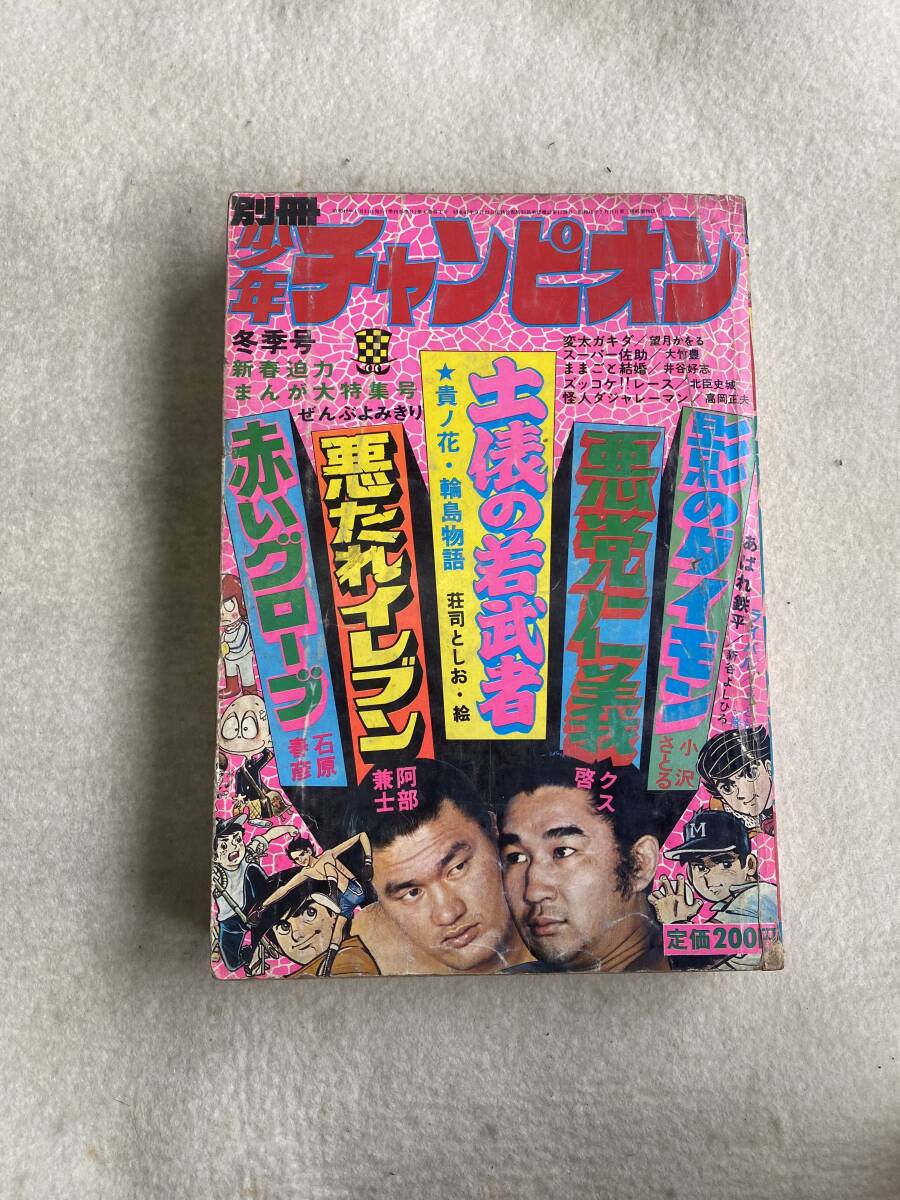 別冊
少年チャンピオン
冬季号
新春迫力
まんが大特集号
ぜんぶよみきり
変太ガキダ/望月かをる
スーパー佐助/大竹豊
ままごと結婚/井谷好志
ズッコケ!!レース/北臣史城
怪人ダジャレーマン/高岡正夫
影のダイモン
小沢さとる
あばれ鉄平/新谷よしひろ
悪党仁義
クス啓
土俵の若武者
★貴ノ花・輪島物語
荘司としお・絵
悪たれイレブン
阿部兼士
赤いグローブ
石原春彦
M
定価200円